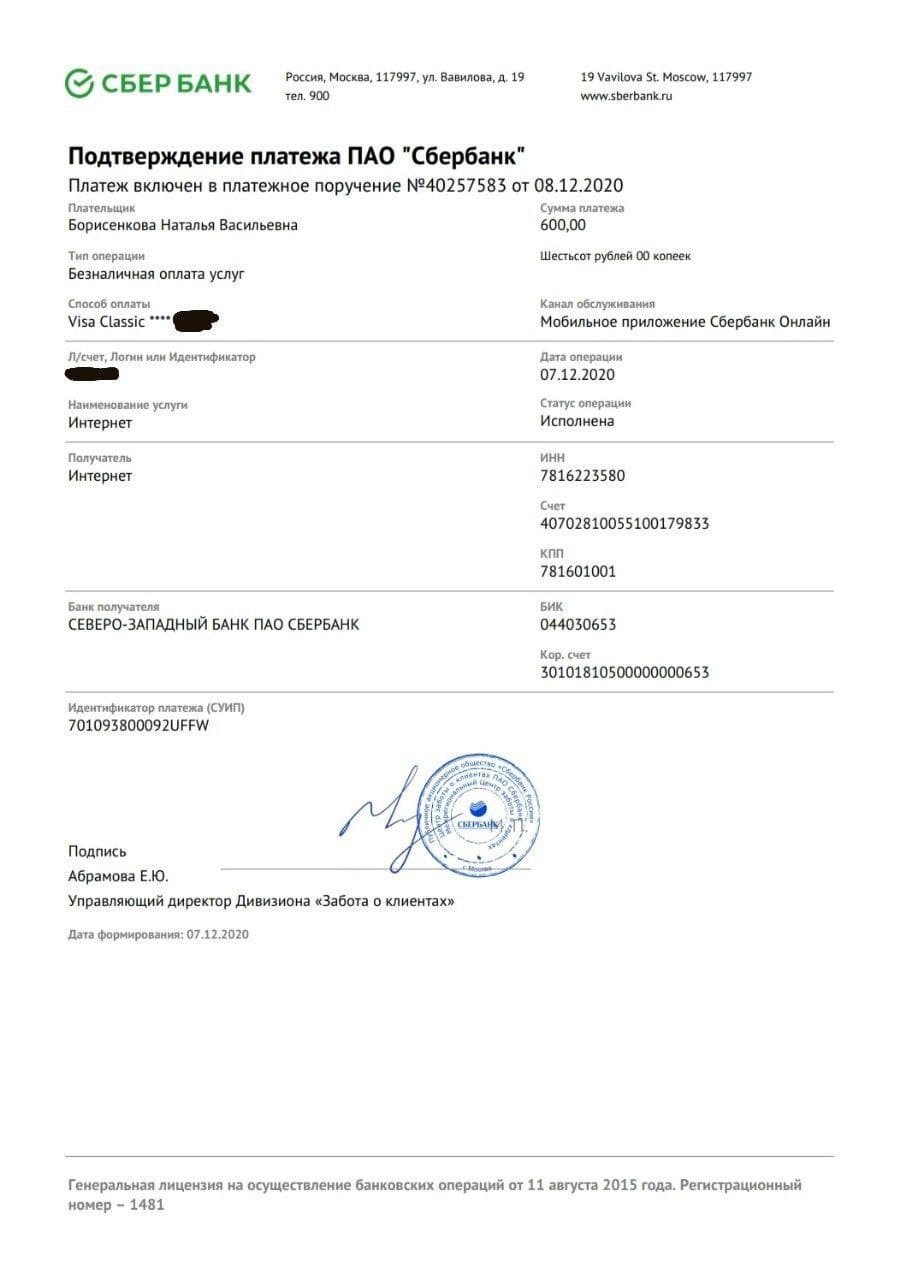 СБЕР БАНК
Россия, Москва, 117997, ул. Вавилова, д. 19
тел. 900
19 Vavilova St. Moscow, 117997
www.sberbank.ru
Подтверждение платежа ПАО "Сбербанк"
Платеж включен в платежное поручение №40257583 от 08.12.2020
Плательщик
Борисенкова Наталья Васильевна
Сумма платежа
600,00
Тип операции
Безналичная оплата услуг
Шестьсот рублей 00 копеек
Способ оплаты
Visa Classic ****
Канал обслуживания
Мобильное приложение Сбербанк Онлайн
Л/счет, Логин или Идентификатор
Дата операции
07.12.2020
Наименование услуги
Интернет
Статус операции
Исполнена
Получатель
Интернет
ИНН
7816223580
Счет
40702810055100179833
КПП
781601001
Банк получателя
СЕВЕРО-ЗАПАДНЫЙ БАНК ПАО СБЕРБАНК
БИК
044030653
Кор. счет
30101810500000000653
Идентификатор платежа (СУИП)
701093800092UFFW
Публичное акционерное общество «Сбербанк России»
Центр заботы о клиентах ПАО Сбербанк
Межрегиональный Центр заботы о клиентах
СБЕРБАНК
М.П.
г. Москва
Подпись
Абрамова Е.Ю.
Управляющий директор Дивизиона «Забота о клиентах»
Дата формирования: 07.12.2020
Генеральная лицензия на осуществление банковских операций от 11 августа 2015 года. Регистрационный
номер – 1481